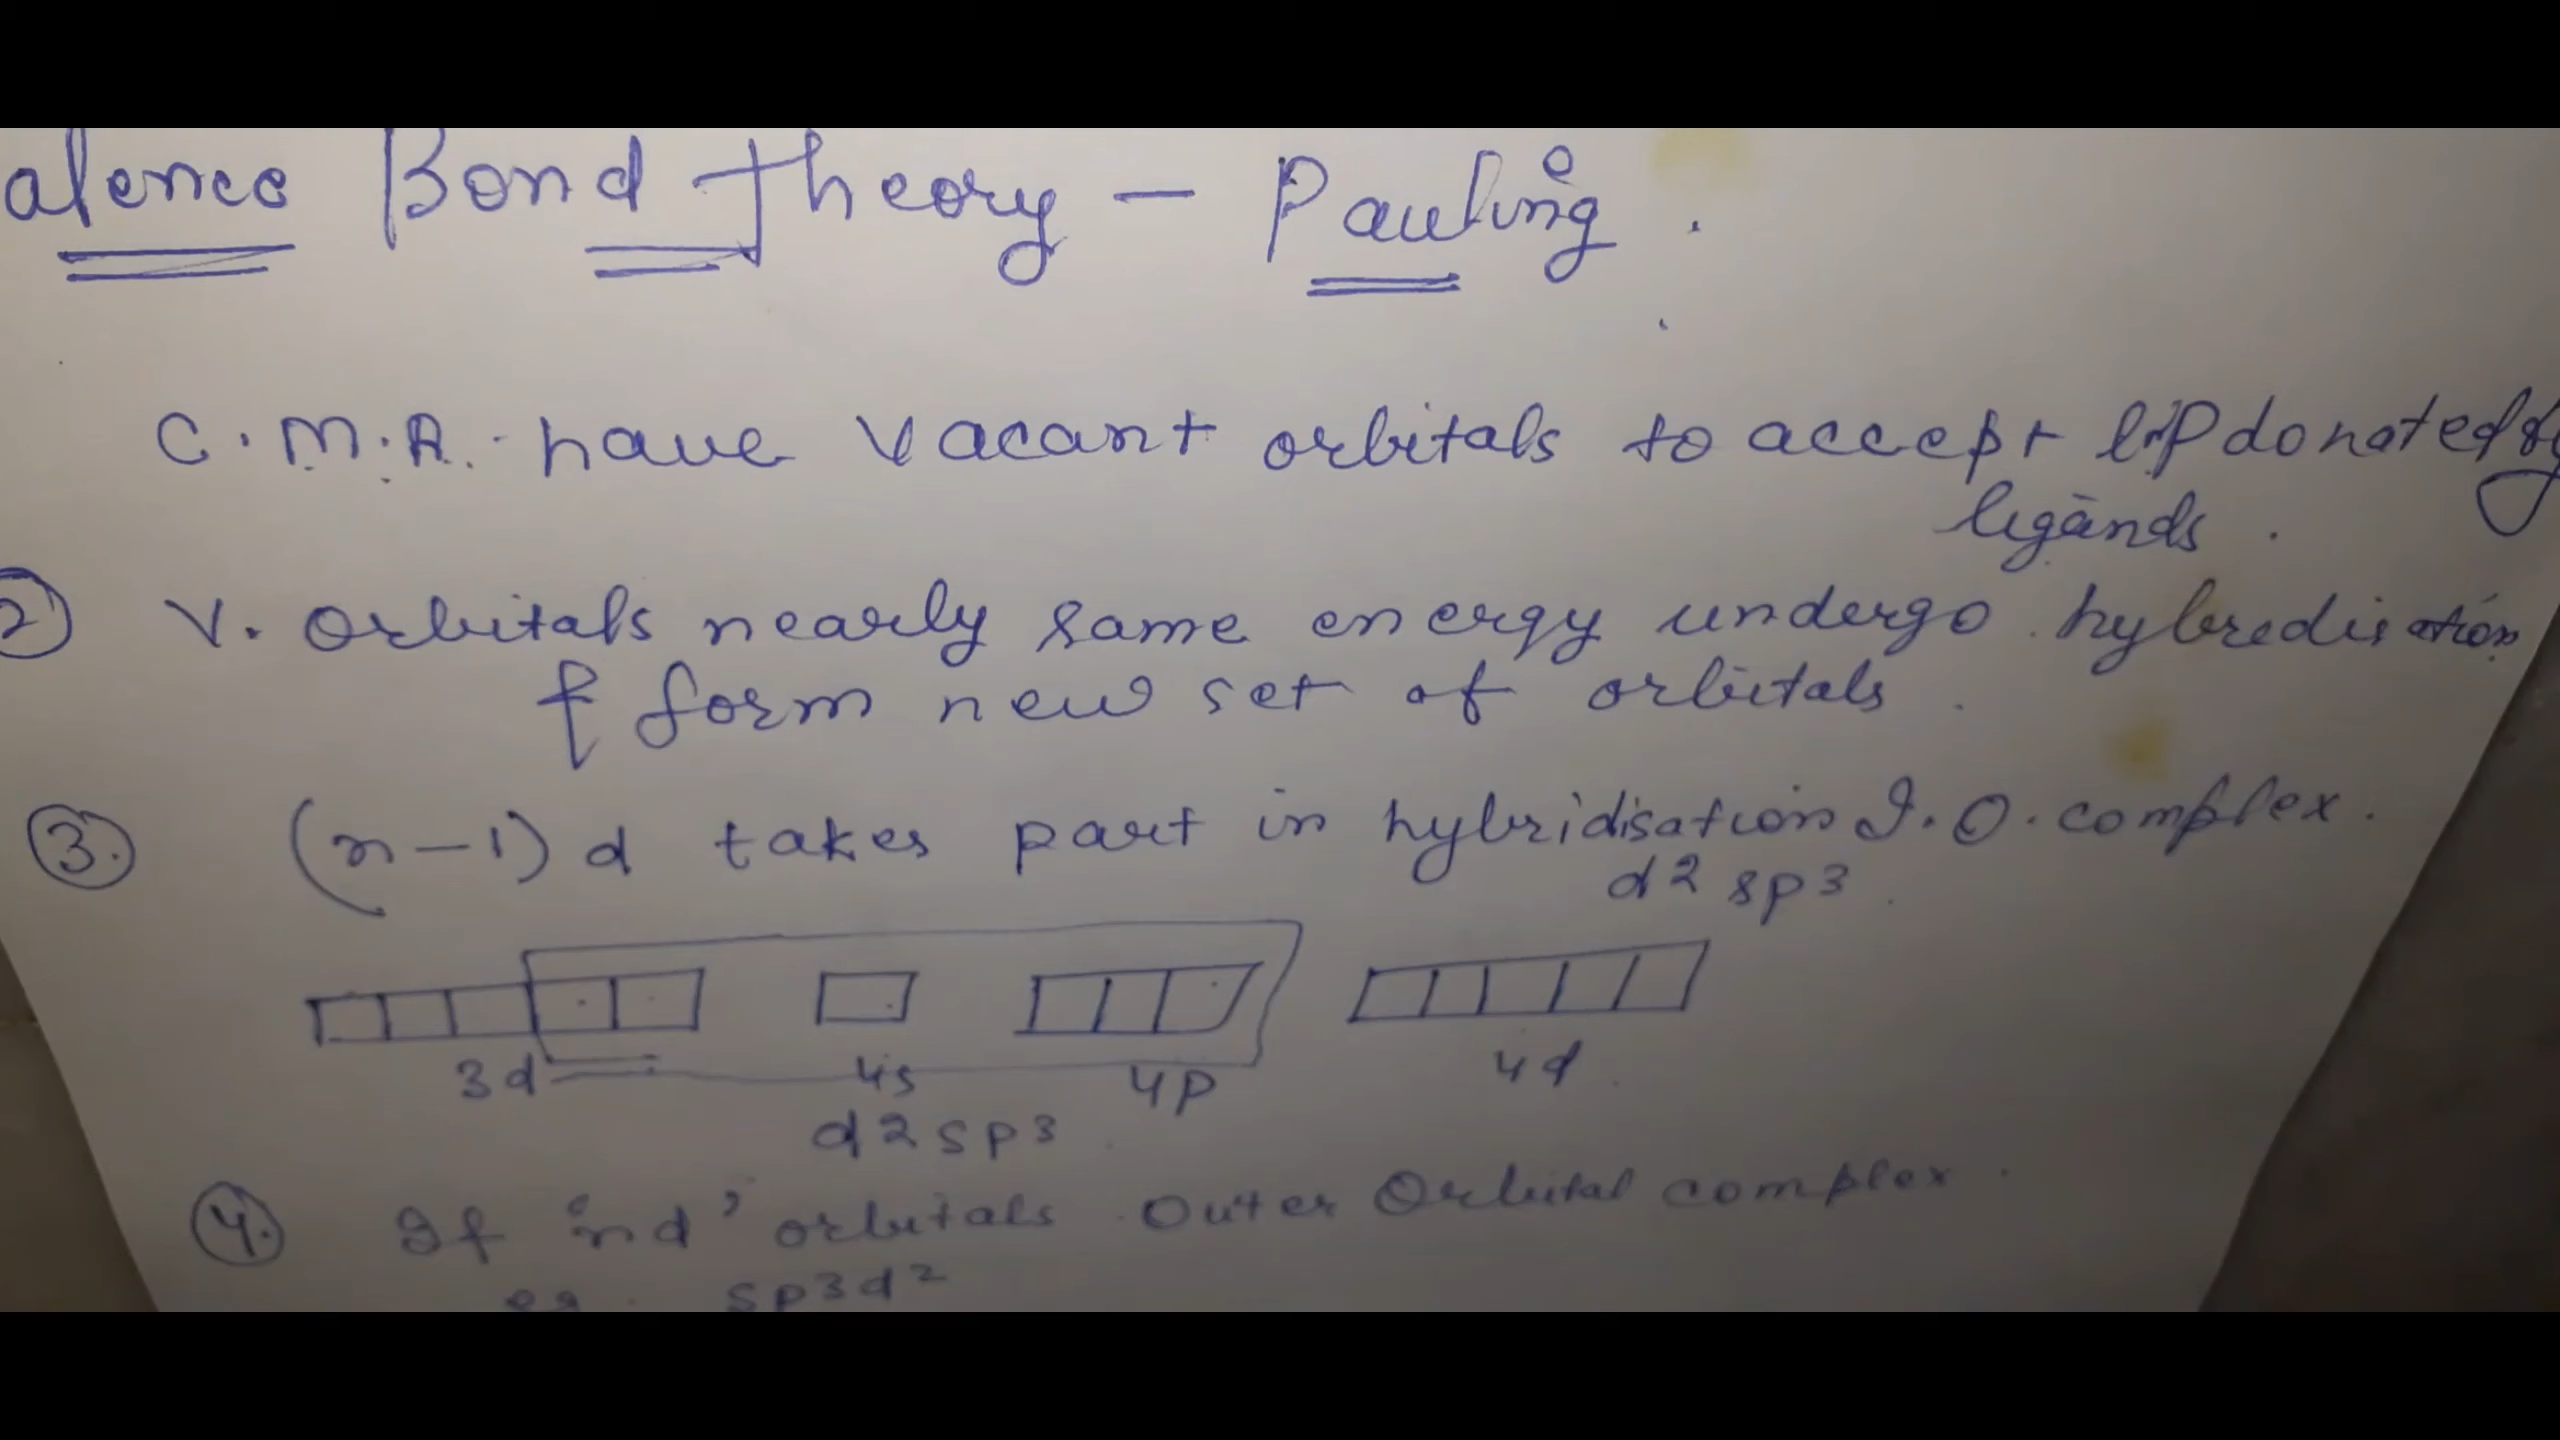 alence Bond Theory - Pauling.
C.M.A. have vacant orbitals to accept l.p donated by
ligands.
2) V. orbitals nearly same energy undergo hybredisation
& form new set of orbitals.
3. (n-1)d takes part in hybridisation I.O. complex.
d2 sp3.
3d 4s 4p 4d
d2sp3
4. If 'nd' orbitals Outer Orbital complex.
eg. sp3d2